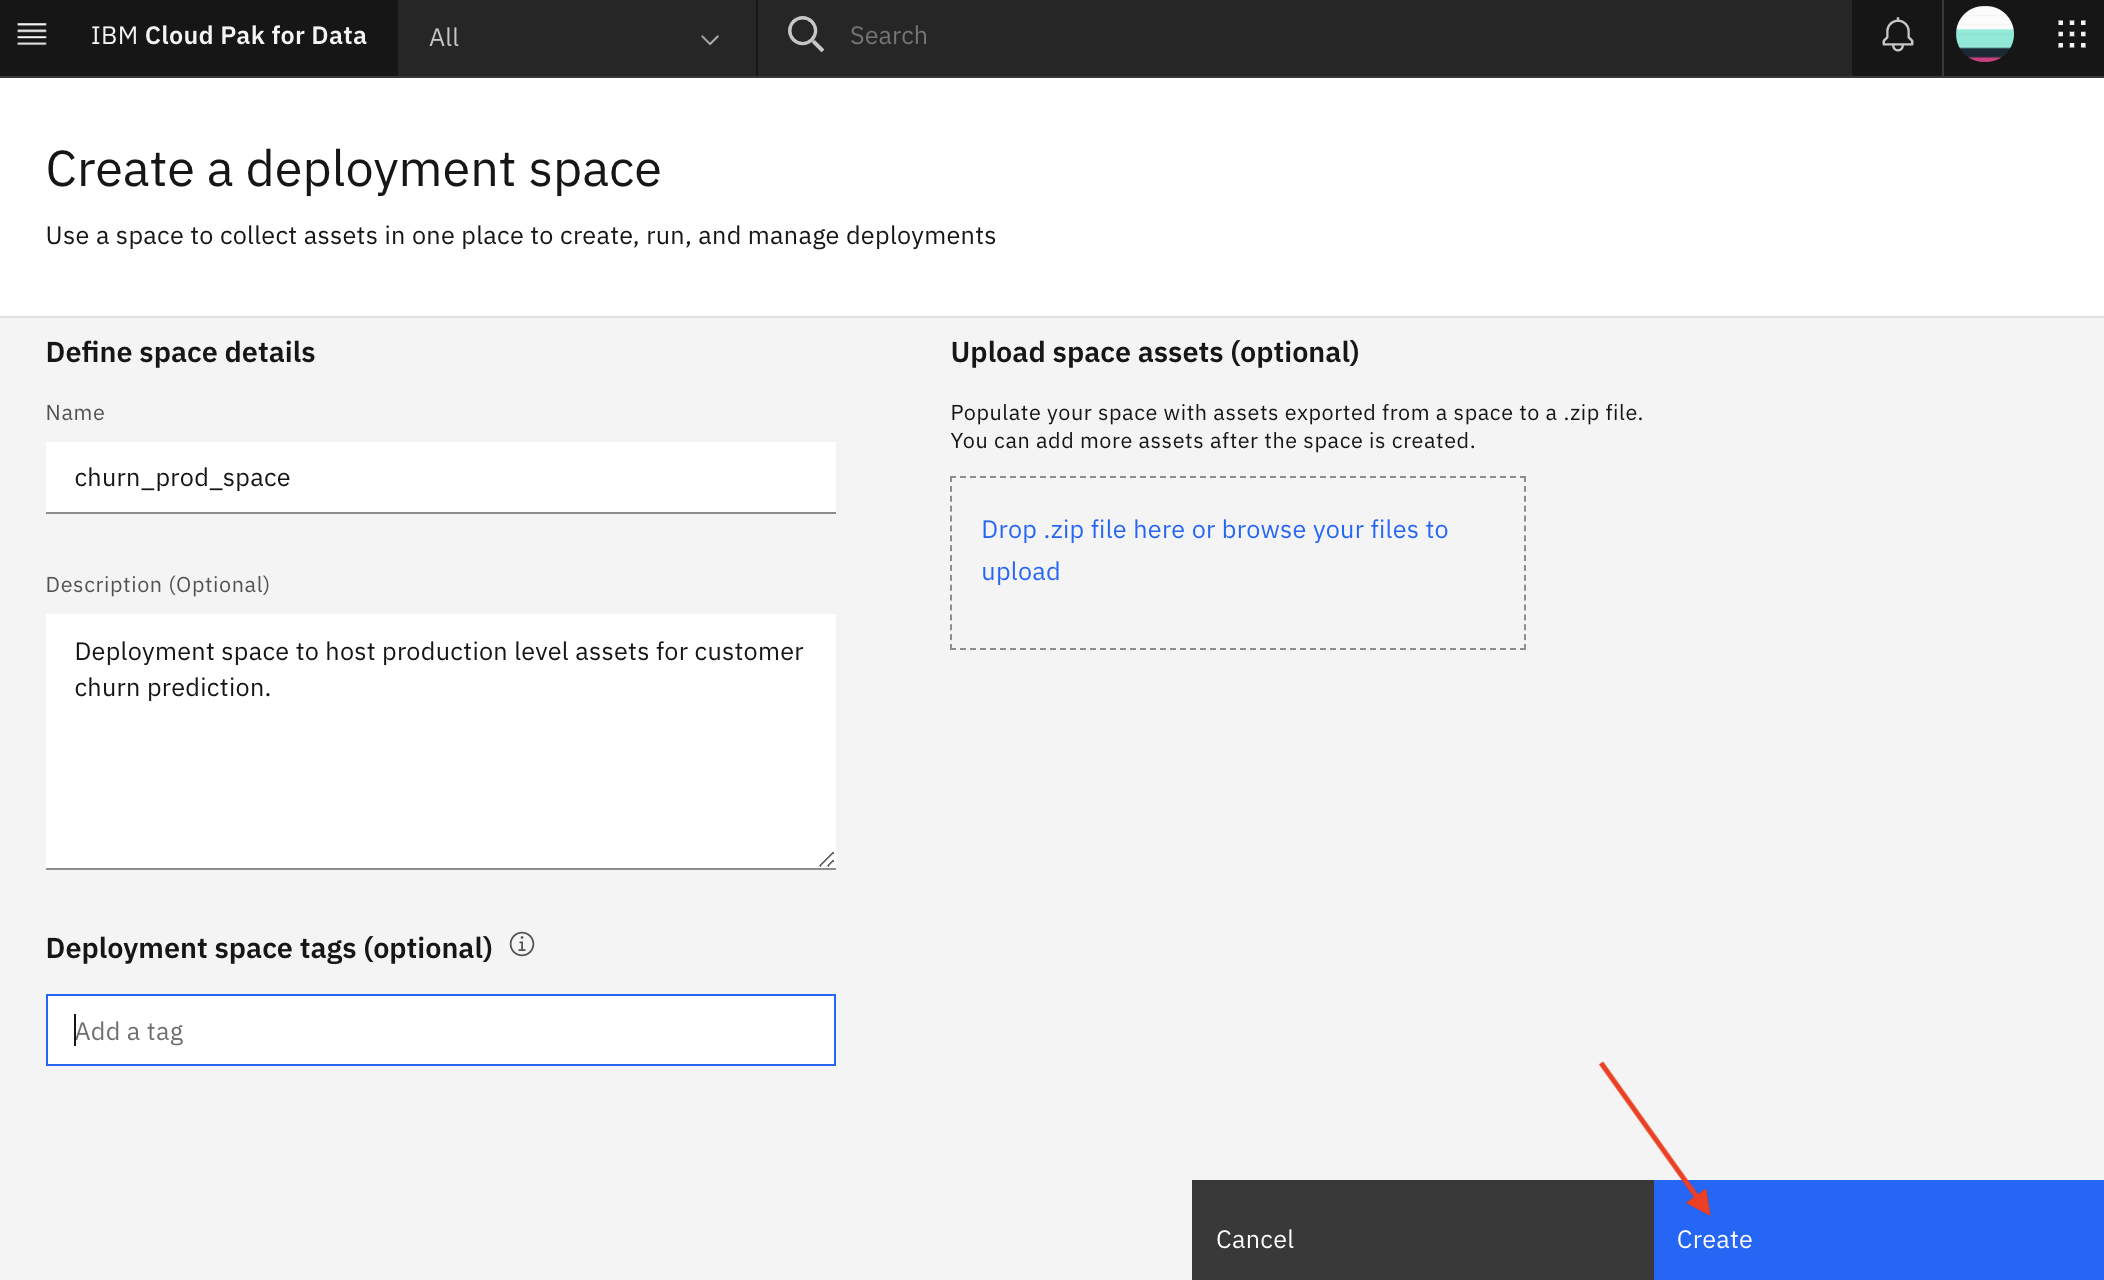 IBM Cloud Pak for Data
All
Search
Create a deployment space
Use a space to collect assets in one place to create, run, and manage deployments
Define space details
Name
churn_prod_space
Description (Optional)
Deployment space to host production level assets for customer
churn prediction.
Deployment space tags (optional)
Add a tag
Upload space assets (optional)
Populate your space with assets exported from a space to a .zip file.
You can add more assets after the space is created.
Drop .zip file here or browse your files to
upload
Cancel
Create